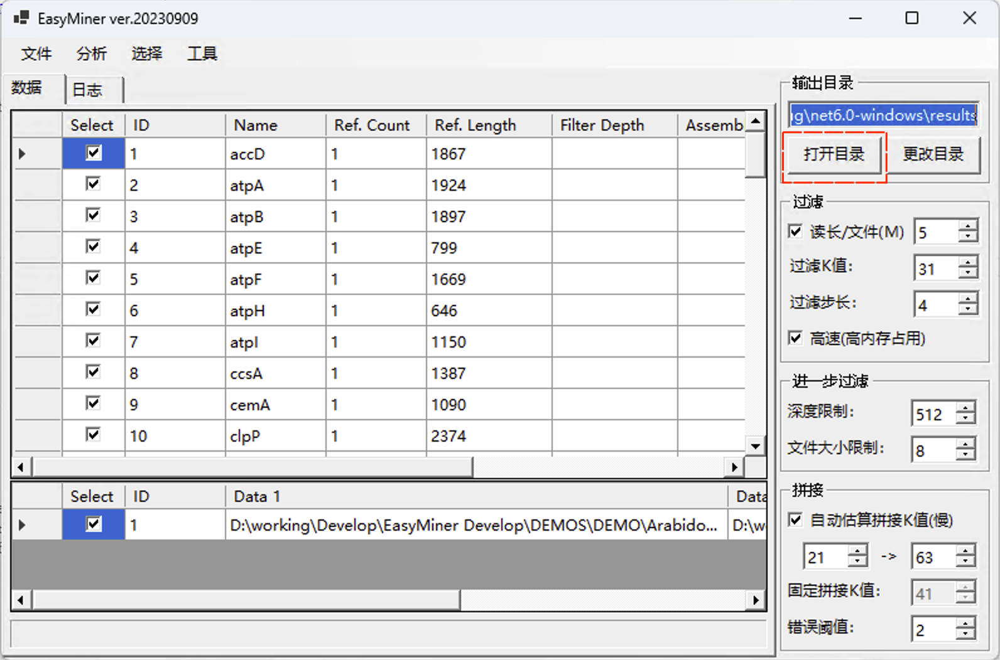 EasyMiner ver.20230909
文件 分析 选择 工具
数据 日志
Select ID Name Ref. Count Ref. Length Filter Depth Assemb
1 accD 1 1867
2 atpA 1 1924
3 atpB 1 1897
4 atpE 1 799
5 atpF 1 1669
6 atpH 1 646
7 atpI 1 1150
8 ccsA 1 1387
9 cemA 1 1090
10 clpP 1 2374
Select ID Data 1 Data
1 D:\working\Develop\EasyMiner Develop\DEMOS\DEMO\Arabido... D:\w
输出目录
ug\net6.0-windows\results
打开目录 更改目录
过滤
读长/文件(M) 5
过滤K值: 31
过滤步长: 4
高速(高内存占用)
进一步过滤
深度限制: 512
文件大小限制: 8
拼接
自动估算拼接K值(慢)
21 -> 63
固定拼接K值: 41
错误阈值: 2